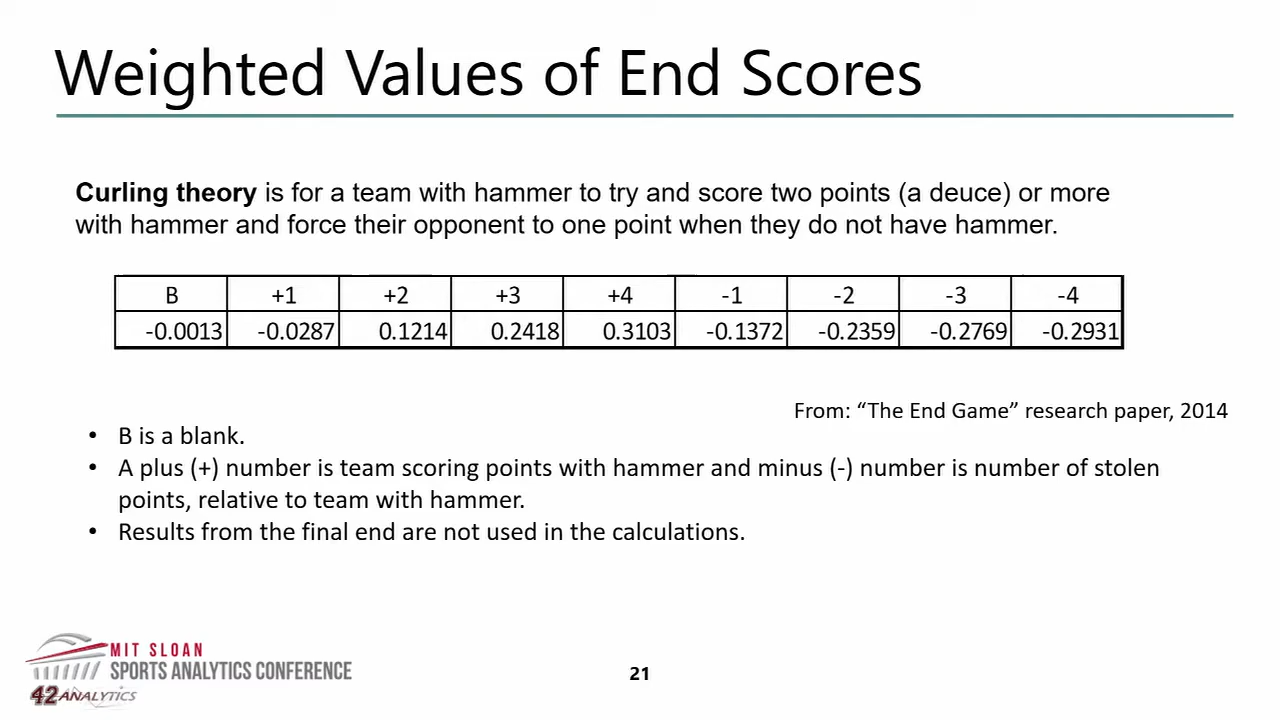 Weighted Values of End Scores
Curling theory is for a team with hammer to try and score two points (a deuce) or more
with hammer and force their opponent to one point when they do not have hammer.
B +1 +2 +3 +4 -1 -2 -3 -4
-0.0013 -0.0287 0.1214 0.2418 0.3103 -0.1372 -0.2359 -0.2769 -0.2931
From: “The End Game” research paper, 2014
• B is a blank.
• A plus (+) number is team scoring points with hammer and minus (-) number is number of stolen
points, relative to team with hammer.
• Results from the final end are not used in the calculations.
MIT SLOAN
SPORTS ANALYTICS CONFERENCE
42 ANALYTICS
21